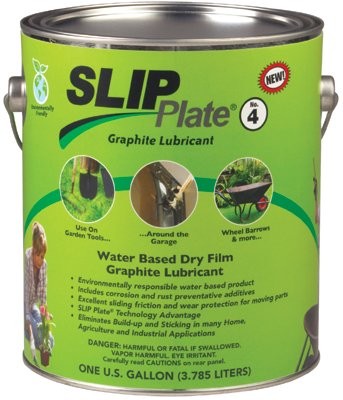 Environmentally
Friendly
SLIP
Plate®
No.
4
NEW!
Graphite Lubricant
Use On
Garden Tools...
...Around the
Garage
Wheel Barrows
& more...
Water Based Dry Film
Graphite Lubricant
• Environmentally responsible water based product
• Includes corrosion and rust preventative additives
• Excellent sliding friction and wear protection for moving parts
• SLIP Plate® Technology Advantage
• Eliminates Build-up and Sticking in many Home,
Agriculture and Industrial Applications
DANGER: HARMFUL OR FATAL IF SWALLOWED.
VAPOR HARMFUL, EYE IRRITANT.
Carefully read CAUTIONS on rear panel.
ONE U.S. GALLON (3.785 LITERS)